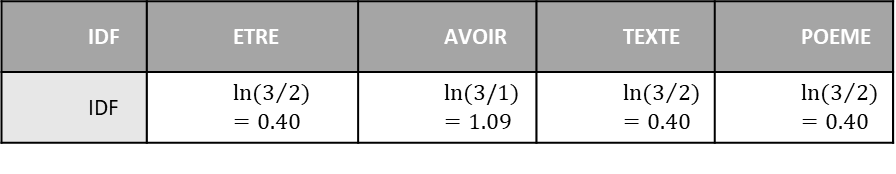 IDF ETRE AVOIR TEXTE POEME
IDF ln(3/2) = 0.40 ln(3/1) = 1.09 ln(3/2) = 0.40 ln(3/2) = 0.40